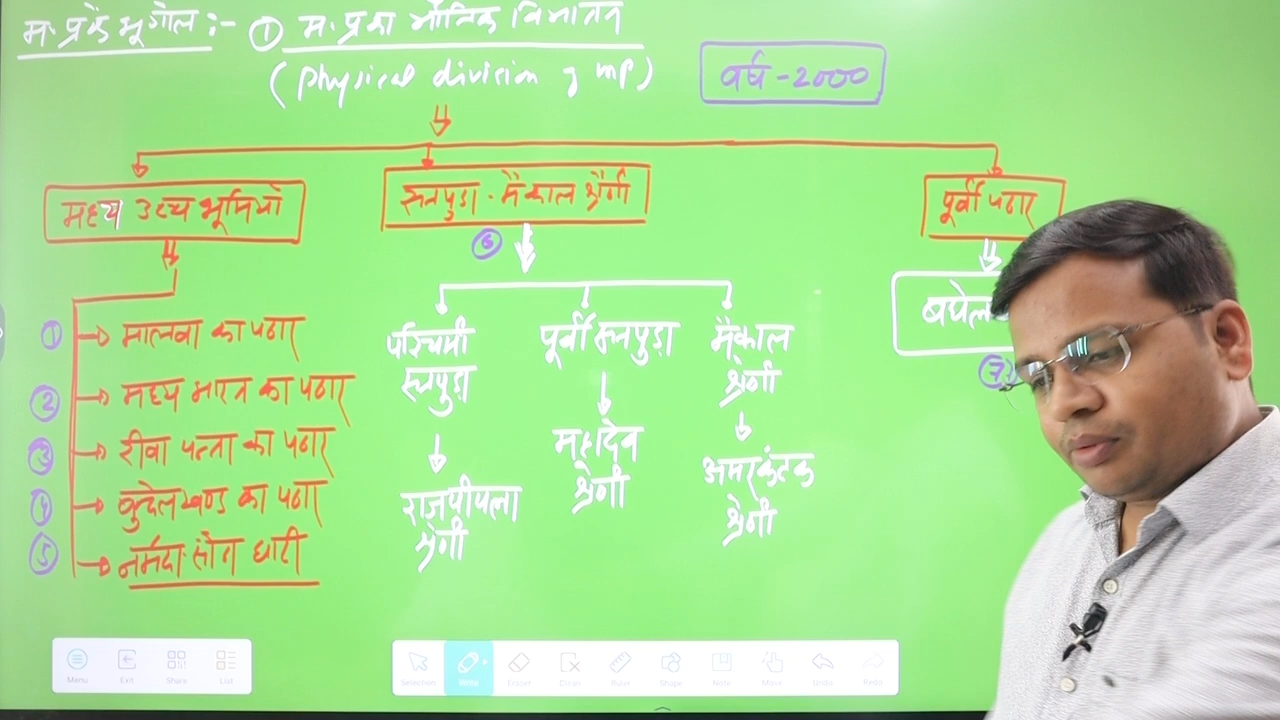 म. प्र. के भूगोल :- ① म. प्र. का भौतिक विभाजन
(Physical division of MP)
वर्ष - 2000
मध्य उच्च भूमियाँ
सतपुड़ा - मैकाल श्रेणी
पूर्वी पठार
⑥
① मालवा का पठार
② मध्य भारत का पठार
③ रीवा पन्ना का पठार
④ बुन्देलखण्ड का पठार
⑤ नर्मदा-सोन घाटी
पश्चिमी
सतपुड़ा
राजपीपला
श्रेणी
पूर्वी सतपुड़ा
महादेव
श्रेणी
मैकाल
श्रेणी
अमरकंटक
श्रेणी
बघेल
⑦
Menu Exit Share List
Selection Write Eraser Clean Ruler Shape Note Move Undo Redo